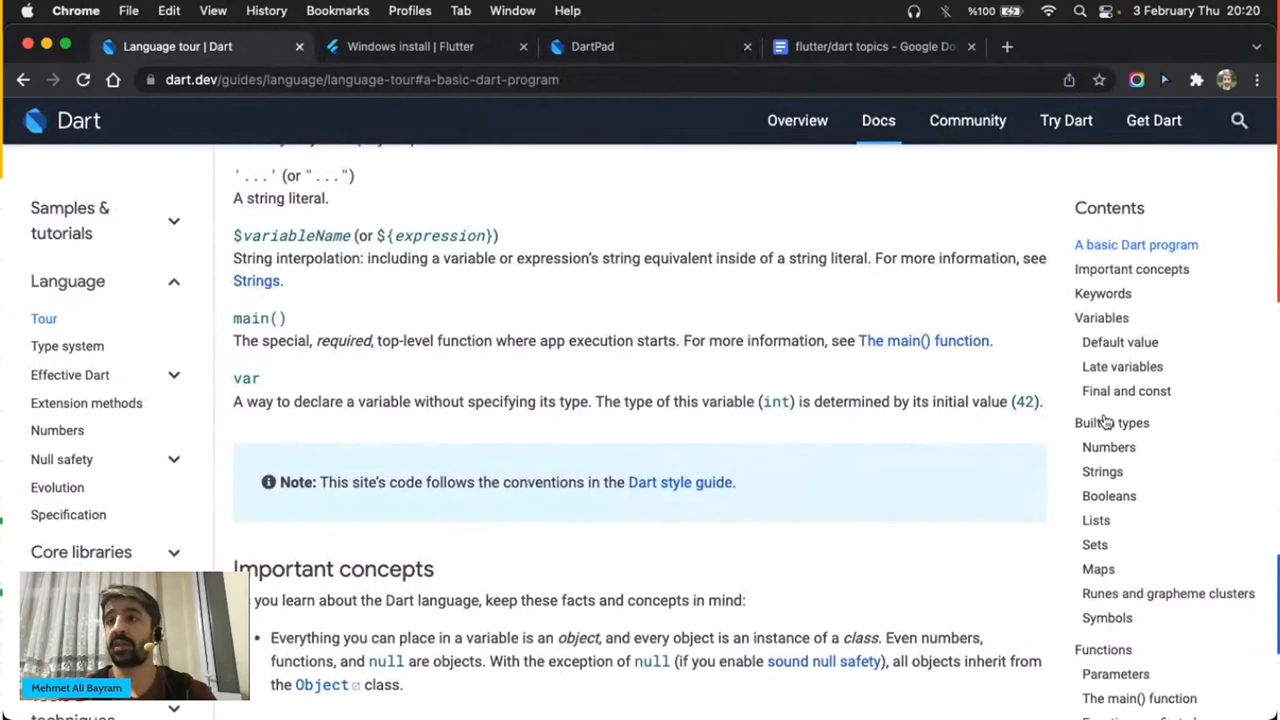 Chrome File Edit View History Bookmarks Profiles Tab Window Help %100 3 February Thu 20:20
Language tour | Dart
Windows install | Flutter
DartPad
flutter/dart topics - Google Do
dart.dev/guides/language/language-tour#a-basic-dart-program
Dart
Overview Docs Community Try Dart Get Dart
Samples &
tutorials
Language
Tour
Type system
Effective Dart
Extension methods
Numbers
Null safety
Evolution
Specification
Core libraries
techniques
'...' (or "...")
A string literal.
$variableName (or ${expression})
String interpolation: including a variable or expression's string equivalent inside of a string literal. For more information, see
Strings.
main()
The special, required, top-level function where app execution starts. For more information, see The main() function.
var
A way to declare a variable without specifying its type. The type of this variable (int) is determined by its initial value (42).
Note: This site's code follows the conventions in the Dart style guide.
Important concepts
you learn about the Dart language, keep these facts and concepts in mind:
• Everything you can place in a variable is an object, and every object is an instance of a class. Even numbers,
functions, and null are objects. With the exception of null (if you enable sound null safety), all objects inherit from
the Object class.
Contents
A basic Dart program
Important concepts
Keywords
Variables
Default value
Late variables
Final and const
Built types
Numbers
Strings
Booleans
Lists
Sets
Maps
Runes and grapheme clusters
Symbols
Functions
Parameters
The main() function
Mehmet Ali Bayram